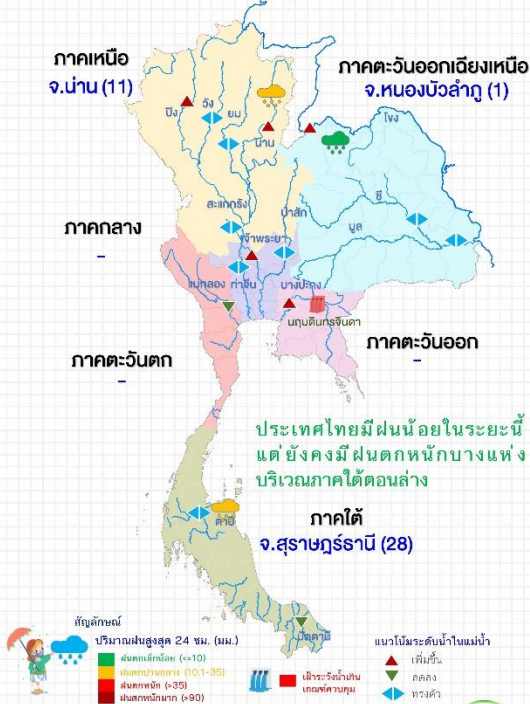 ภาคเหนือ
จ.น่าน (11)
ภาคตะวันออกเฉียงเหนือ
จ.หนองบัวลำภู (1)
ปิง
วัง
ยม
น่าน
โขง
ชี
มูล
สะแกกรัง
ป่าสัก
ภาคกลาง
-
เจ้าพระยา
แม่กลอง
ท่าจีน
บางปะกง
นฤบดินทรจินดา
ภาคตะวันออก
-
ภาคตะวันตก
-
ประเทศไทยมีฝนน้อยในระยะนี้
แต่ยังคงมีฝนตกหนักบางแห่ง
บริเวณภาคใต้ตอนล่าง
ตาปี
ภาคใต้
จ.สุราษฎร์ธานี (28)
ปัตตานี
สัญลักษณ์
ปริมาณฝนสูงสุด 24 ชม. (มม.)
ฝนตกเล็กน้อย (<=10)
ฝนตกปานกลาง (10.1-35)
ฝนตกหนัก (>35)
ฝนตกหนักมาก (>90)
เฝ้าระวังน้ำเกิน
เกณฑ์ควบคุม
แนวโน้มระดับน้ำในแม่น้ำ
เพิ่มขึ้น
ลดลง
ทรงตัว